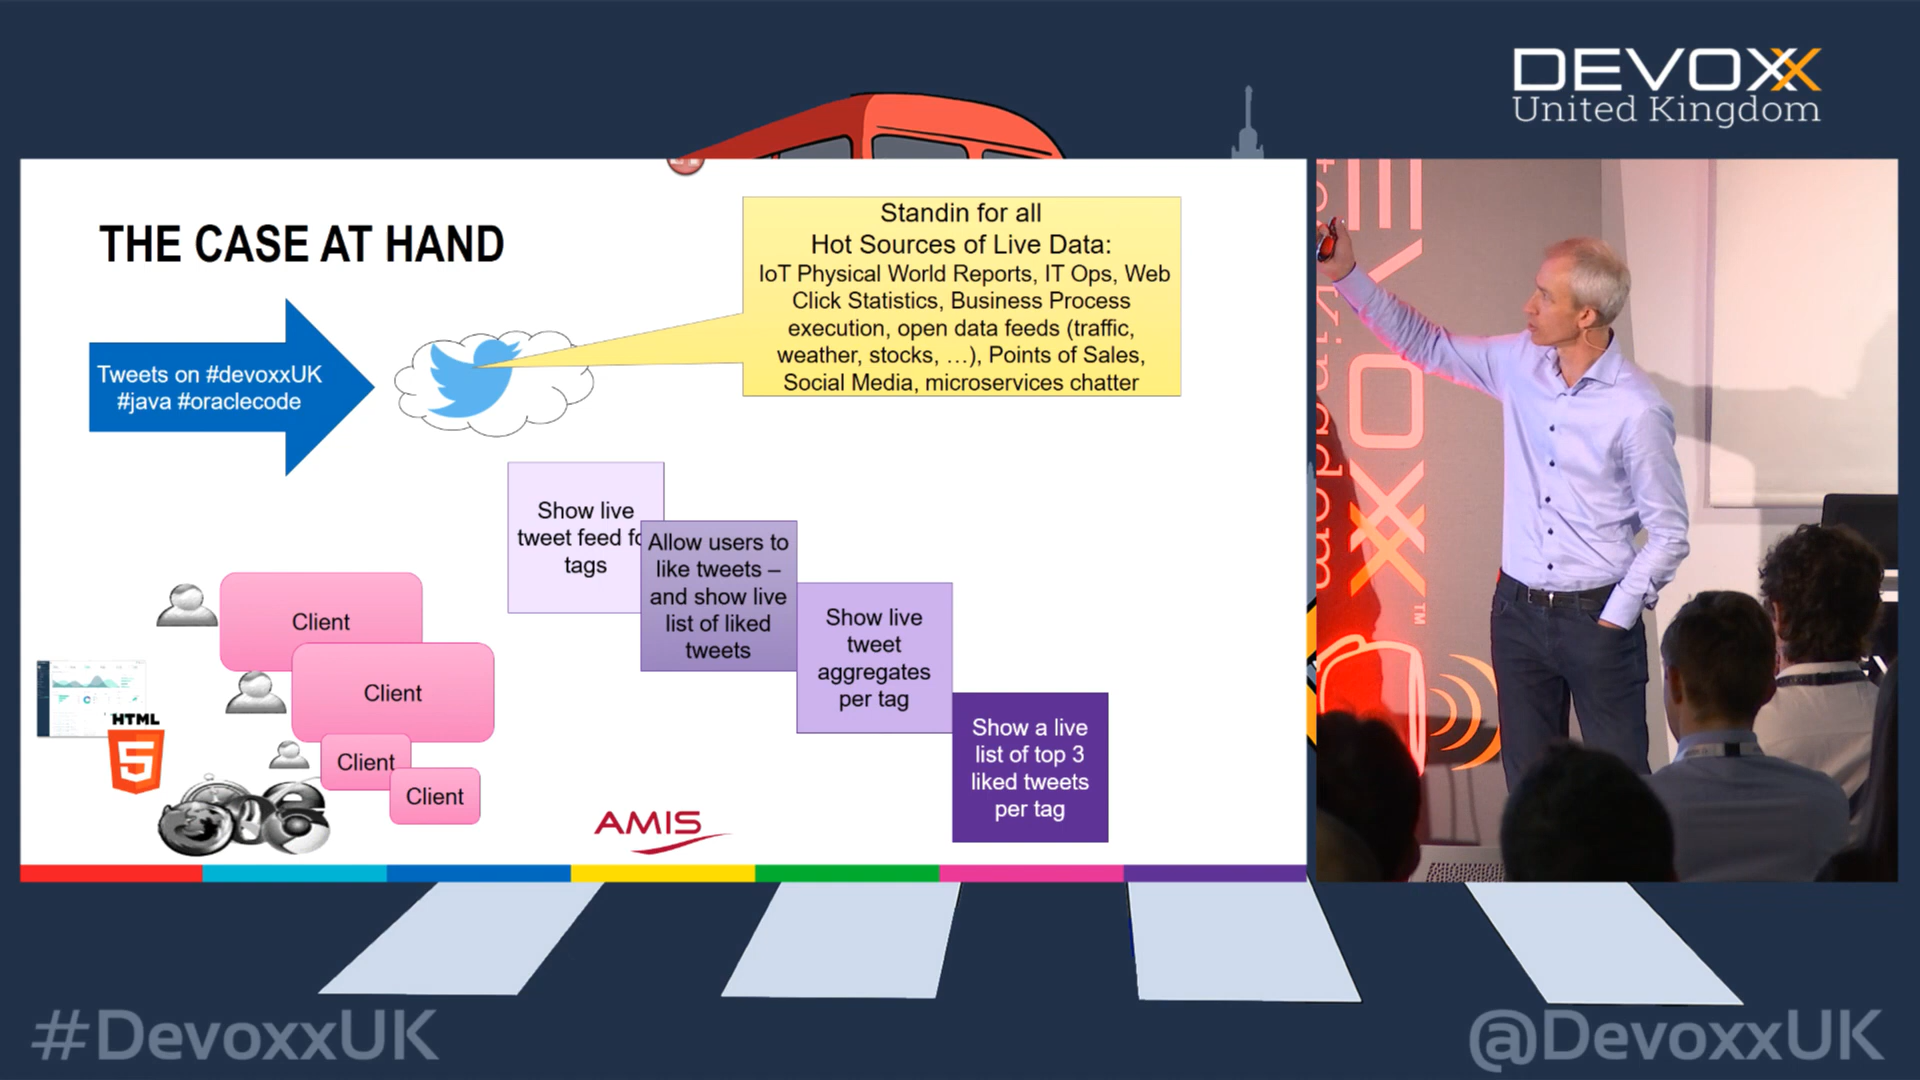 DEVOXX
United Kingdom
THE CASE AT HAND
Standin for all
Hot Sources of Live Data:
IoT Physical World Reports, IT Ops, Web
Click Statistics, Business Process
execution, open data feeds (traffic,
weather, stocks, …), Points of Sales,
Social Media, microservices chatter
Tweets on #devoxxUK
#java #oraclecode
Show live
tweet feed fo
tags
Allow users to
like tweets –
and show live
list of liked
tweets
Show live
tweet
aggregates
per tag
Show a live
list of top 3
liked tweets
per tag
Client
Client
Client
Client
HTML
5
AMIS
#DevoxxUK
@DevoxxUK